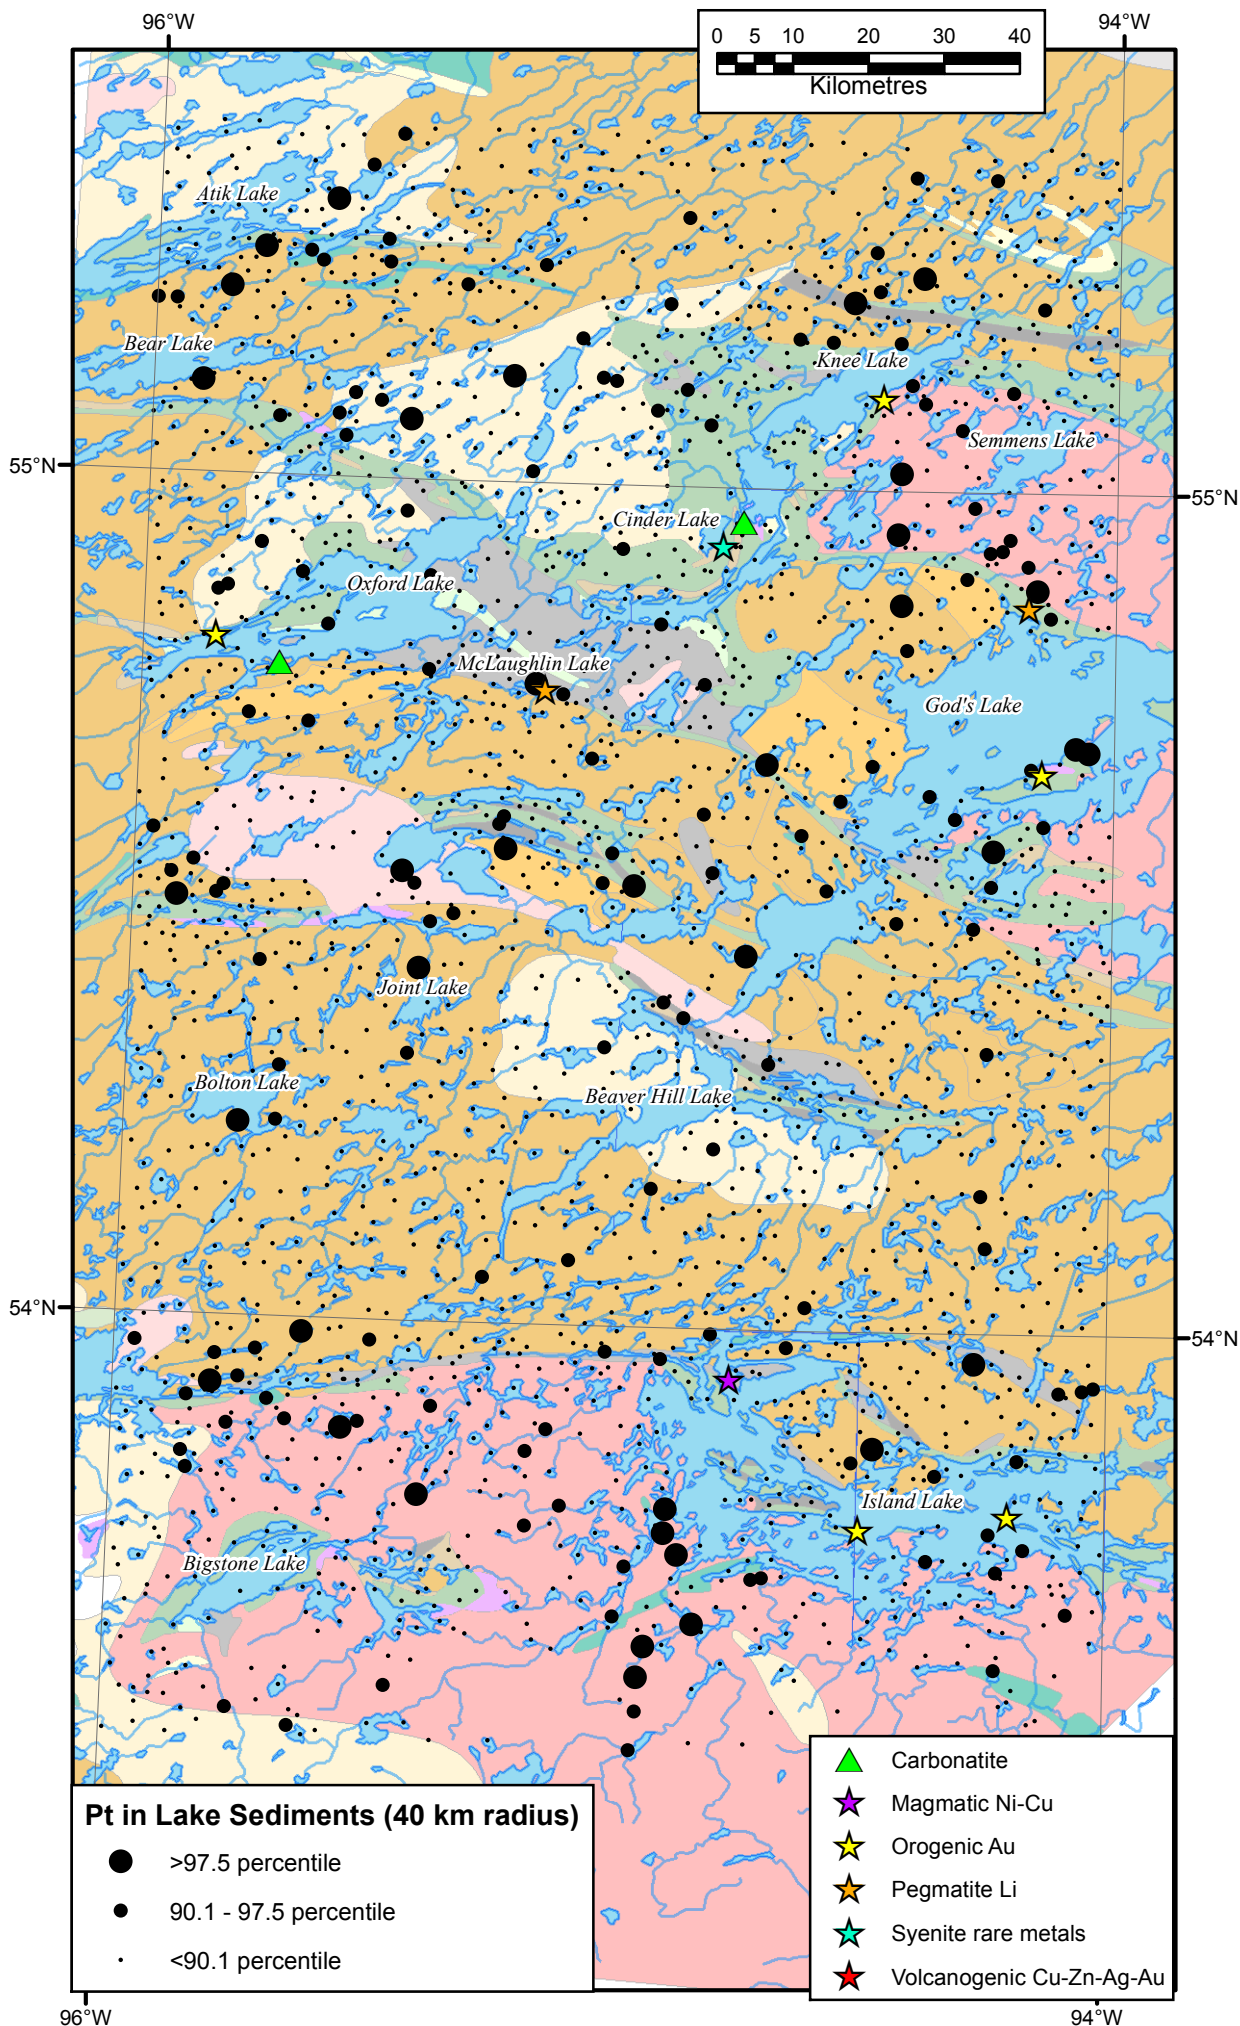 96°W
94°W
0 5 10 20 30 40
Kilometres
Atik Lake
Bear Lake
Knee Lake
Semmens Lake
55°N
55°N
Cinder Lake
Oxford Lake
McLaughlin Lake
God's Lake
Joint Lake
Bolton Lake
Beaver Hill Lake
54°N
54°N
Island Lake
Bigstone Lake
Pt in Lake Sediments (40 km radius)
>97.5 percentile
90.1 - 97.5 percentile
<90.1 percentile
Carbonatite
Magmatic Ni-Cu
Orogenic Au
Pegmatite Li
Syenite rare metals
Volcanogenic Cu-Zn-Ag-Au
96°W
94°W